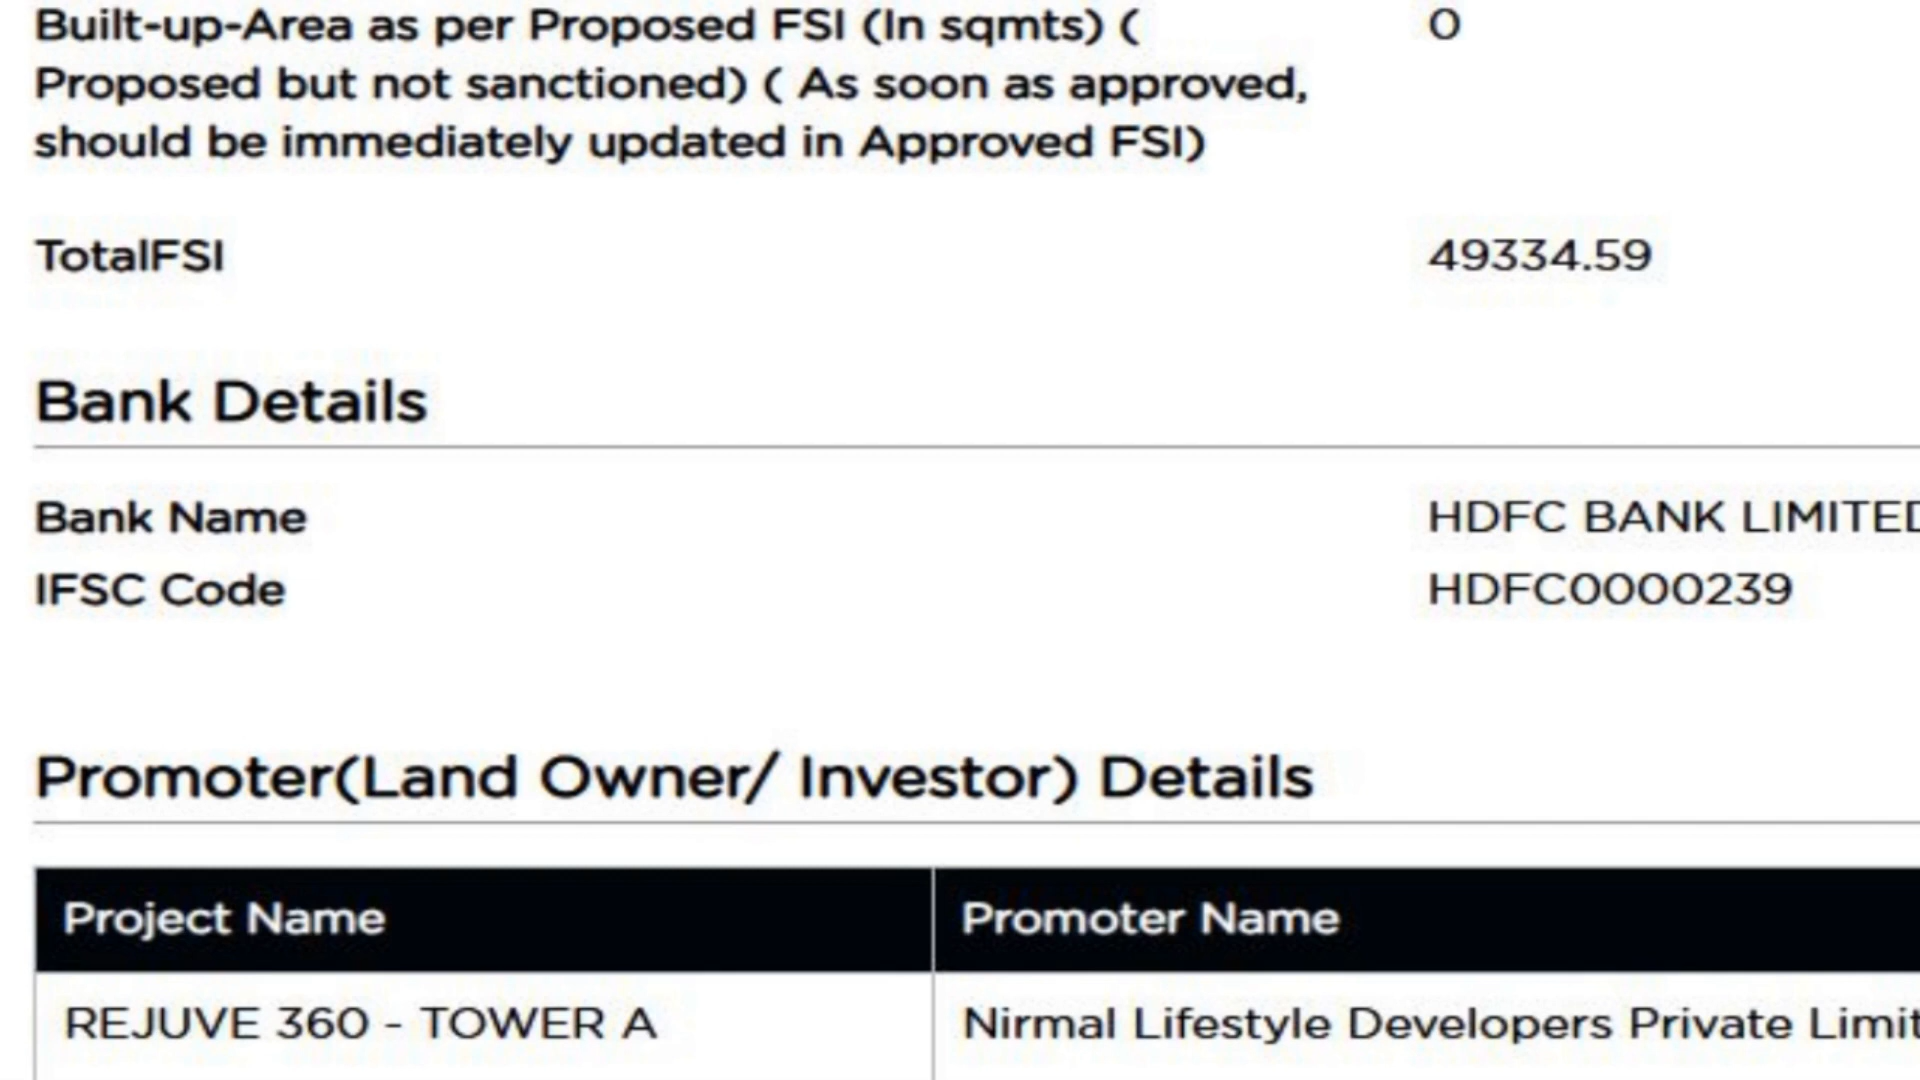 Built-up-Area as per Proposed FSI (In sqmts) ( 0
Proposed but not sanctioned) ( As soon as approved,
should be immediately updated in Approved FSI)
TotalFSI 49334.59
Bank Details
Bank Name HDFC BANK LIMITED
IFSC Code HDFC0000239
Promoter(Land Owner/ Investor) Details
Project Name Promoter Name
REJUVE 360 - TOWER A Nirmal Lifestyle Developers Private Limit